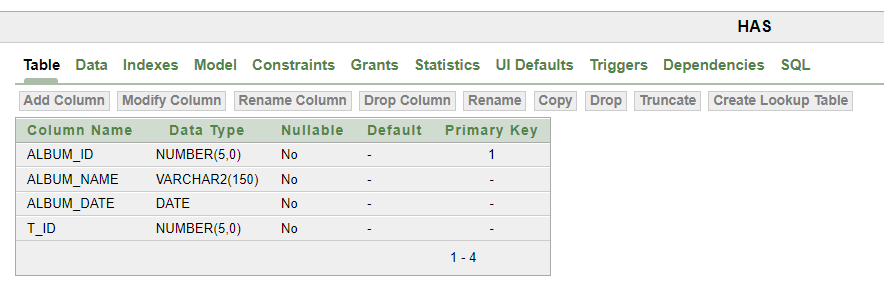 HAS
Table Data Indexes Model Constraints Grants Statistics UI Defaults Triggers Dependencies SQL
Add Column Modify Column Rename Column Drop Column Rename Copy Drop Truncate Create Lookup Table
Column Name Data Type Nullable Default Primary Key
ALBUM_ID NUMBER(5,0) No - 1
ALBUM_NAME VARCHAR2(150) No - -
ALBUM_DATE DATE No - -
T_ID NUMBER(5,0) No - -
1 - 4